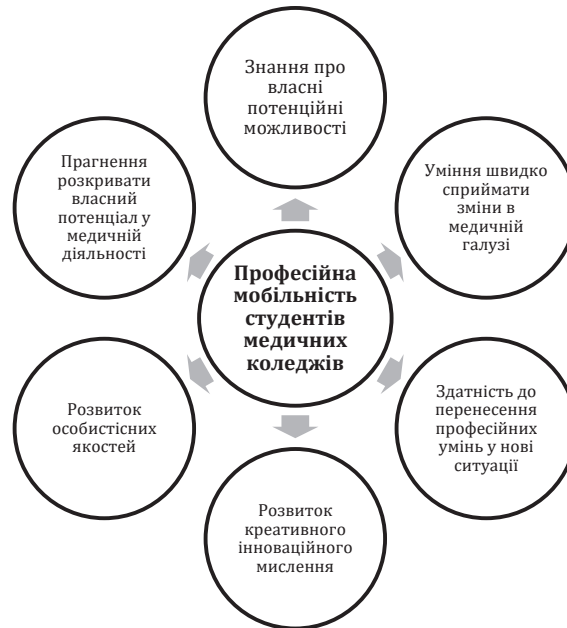 Знання про
власні
потенційні
можливості
Прагнення
розкривати
власний
потенціал у
медичній
діяльності
Уміння швидко
сприймати
зміни в
медичній
галузі
Професійна
мобільність
студентів
медичних
коледжів
Розвиток
особистісних
якостей
Здатність до
перенесення
професійних
умінь у нові
ситуації
Розвиток
креативного
інноваційного
мислення